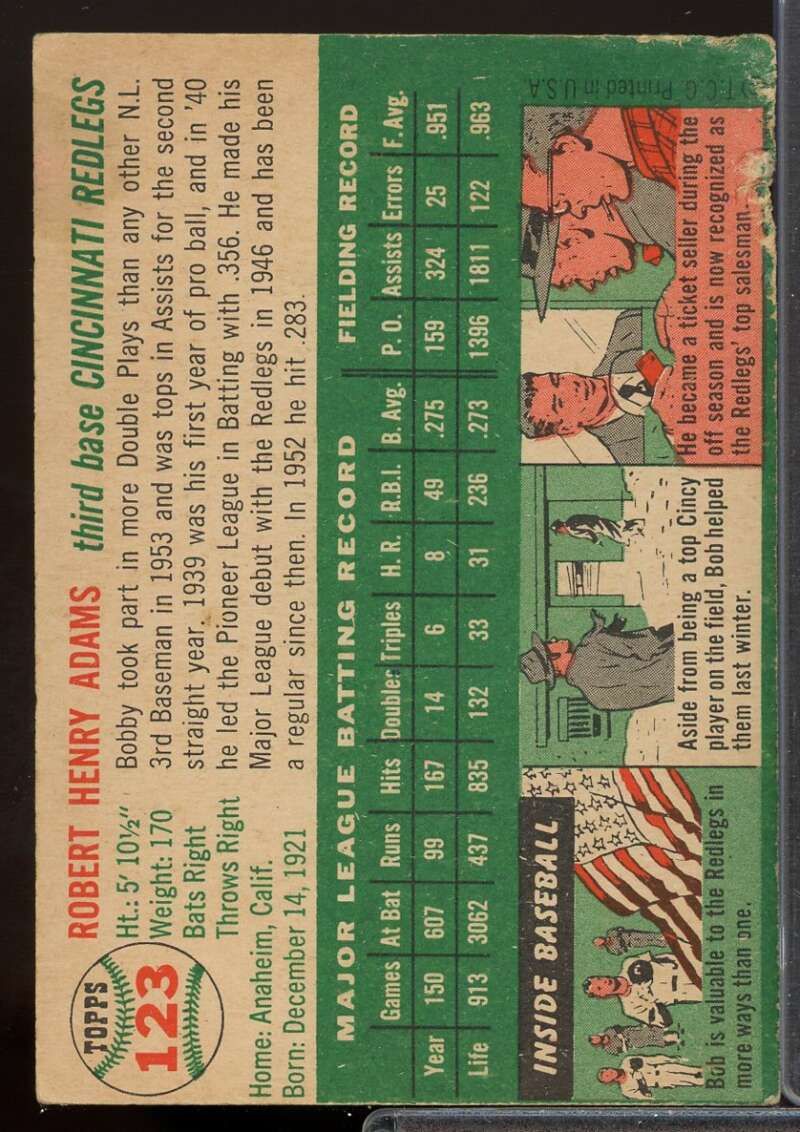 TOPPS
123
ROBERT HENRY ADAMS third base CINCINNATI REDLEGS
Ht.: 5' 10½"
Weight: 170
Bats Right
Throws Right
Home: Anaheim, Calif.
Born: December 14, 1921
Bobby took part in more Double Plays than any other N.L.
3rd Baseman in 1953 and was tops in Assists for the second
straight year. 1939 was his first year of pro ball, and in '40
he led the Pioneer League in Batting with .356. He made his
Major League debut with the Redlegs in 1946 and has been
a regular since then. In 1952 he hit .283.
MAJOR LEAGUE BATTING RECORD FIELDING RECORD
Games At Bat Runs Hits Doubles Triples H. R. R.B.I. B. Avg. P. O. Assists Errors F. Avg.
Year 150 607 99 167 14 6 8 49 .275 159 324 25 .951
Life 913 3062 437 835 132 33 31 236 .273 1396 1811 122 .963
INSIDE BASEBALL
Bob is valuable to the Redlegs in
more ways than one.
Aside from being a top Cincy
player on the field, Bob helped
them last winter.
He became a ticket seller during the
off season and is now recognized as
the Redlegs' top salesman.
T.C.G. Printed in U.S.A.